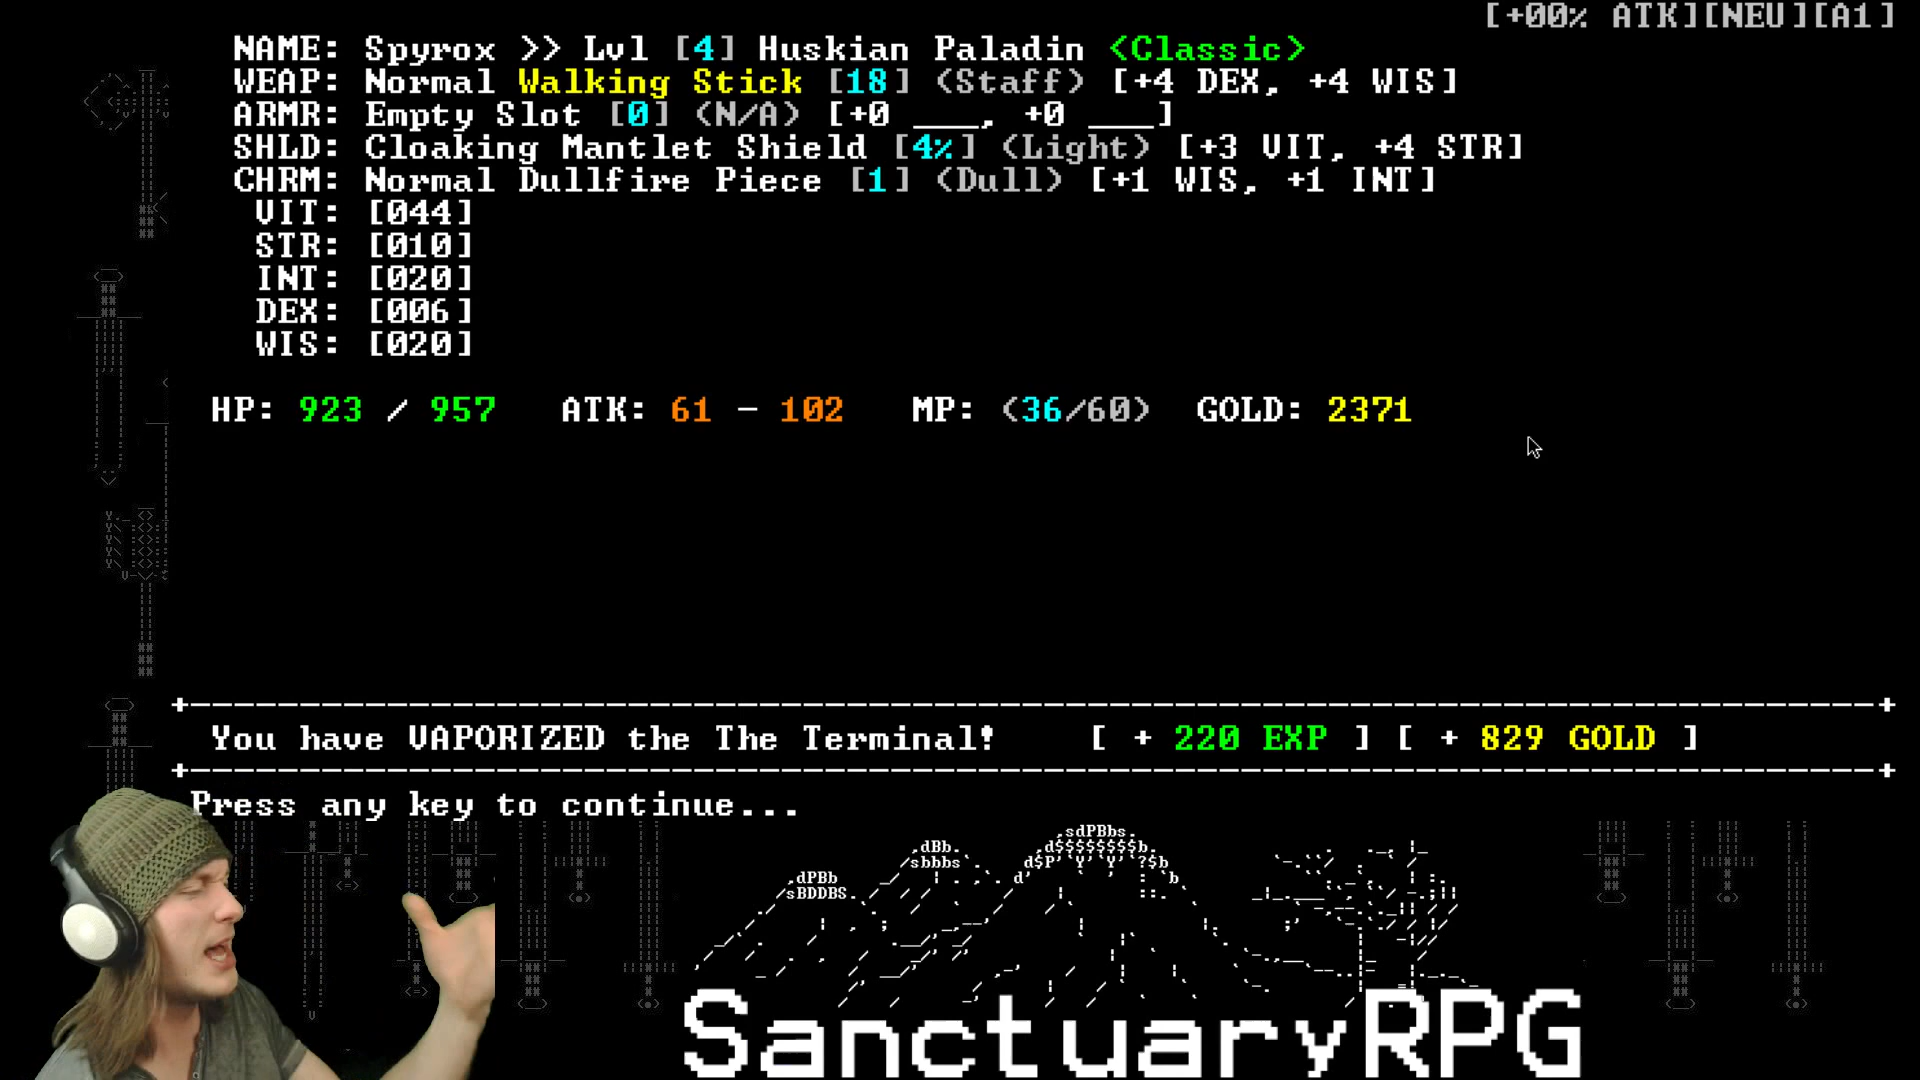 [+00% ATK][NEU][A1]
NAME: Spyrox >> Lvl [4] Huskian Paladin <Classic>
WEAP: Normal Walking Stick [18] (Staff) [+4 DEX, +4 WIS]
ARMR: Empty Slot [0] (N/A) [+0 ___, +0 ___]
SHLD: Cloaking Mantlet Shield [4%] (Light) [+3 VIT, +4 STR]
CHRM: Normal Dullfire Piece [1] (Dull) [+1 WIS, +1 INT]
VIT: [044]
STR: [010]
INT: [020]
DEX: [006]
WIS: [020]
HP: 923 / 957 ATK: 61 - 102 MP: (36/60) GOLD: 2371
You have VAPORIZED the The Terminal! [ + 220 EXP ] [ + 829 GOLD ]
Press any key to continue...
SanctuaryRPG